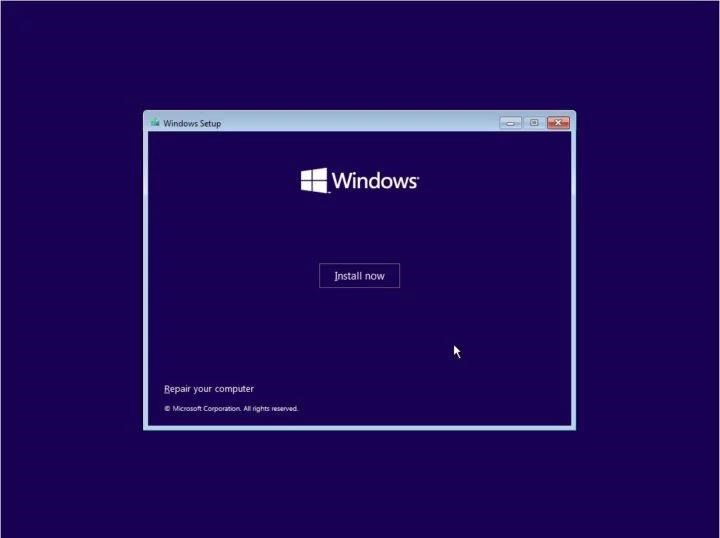 Windows Setup
Windows
Install now
Repair your computer
© Microsoft Corporation. All rights reserved.